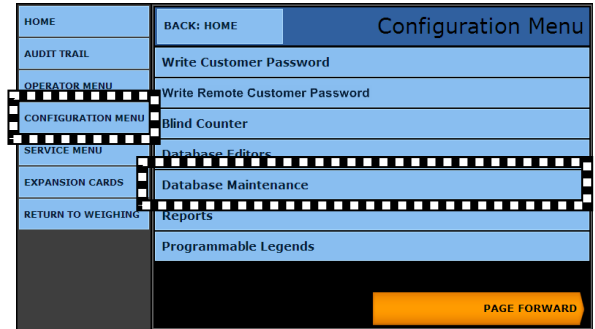 HOME
AUDIT TRAIL
OPERATOR MENU
CONFIGURATION MENU
SERVICE MENU
EXPANSION CARDS
RETURN TO WEIGHING
BACK: HOME
Configuration Menu
Write Customer Password
Write Remote Customer Password
Blind Counter
Database Editors
Database Maintenance
Reports
Programmable Legends
PAGE FORWARD